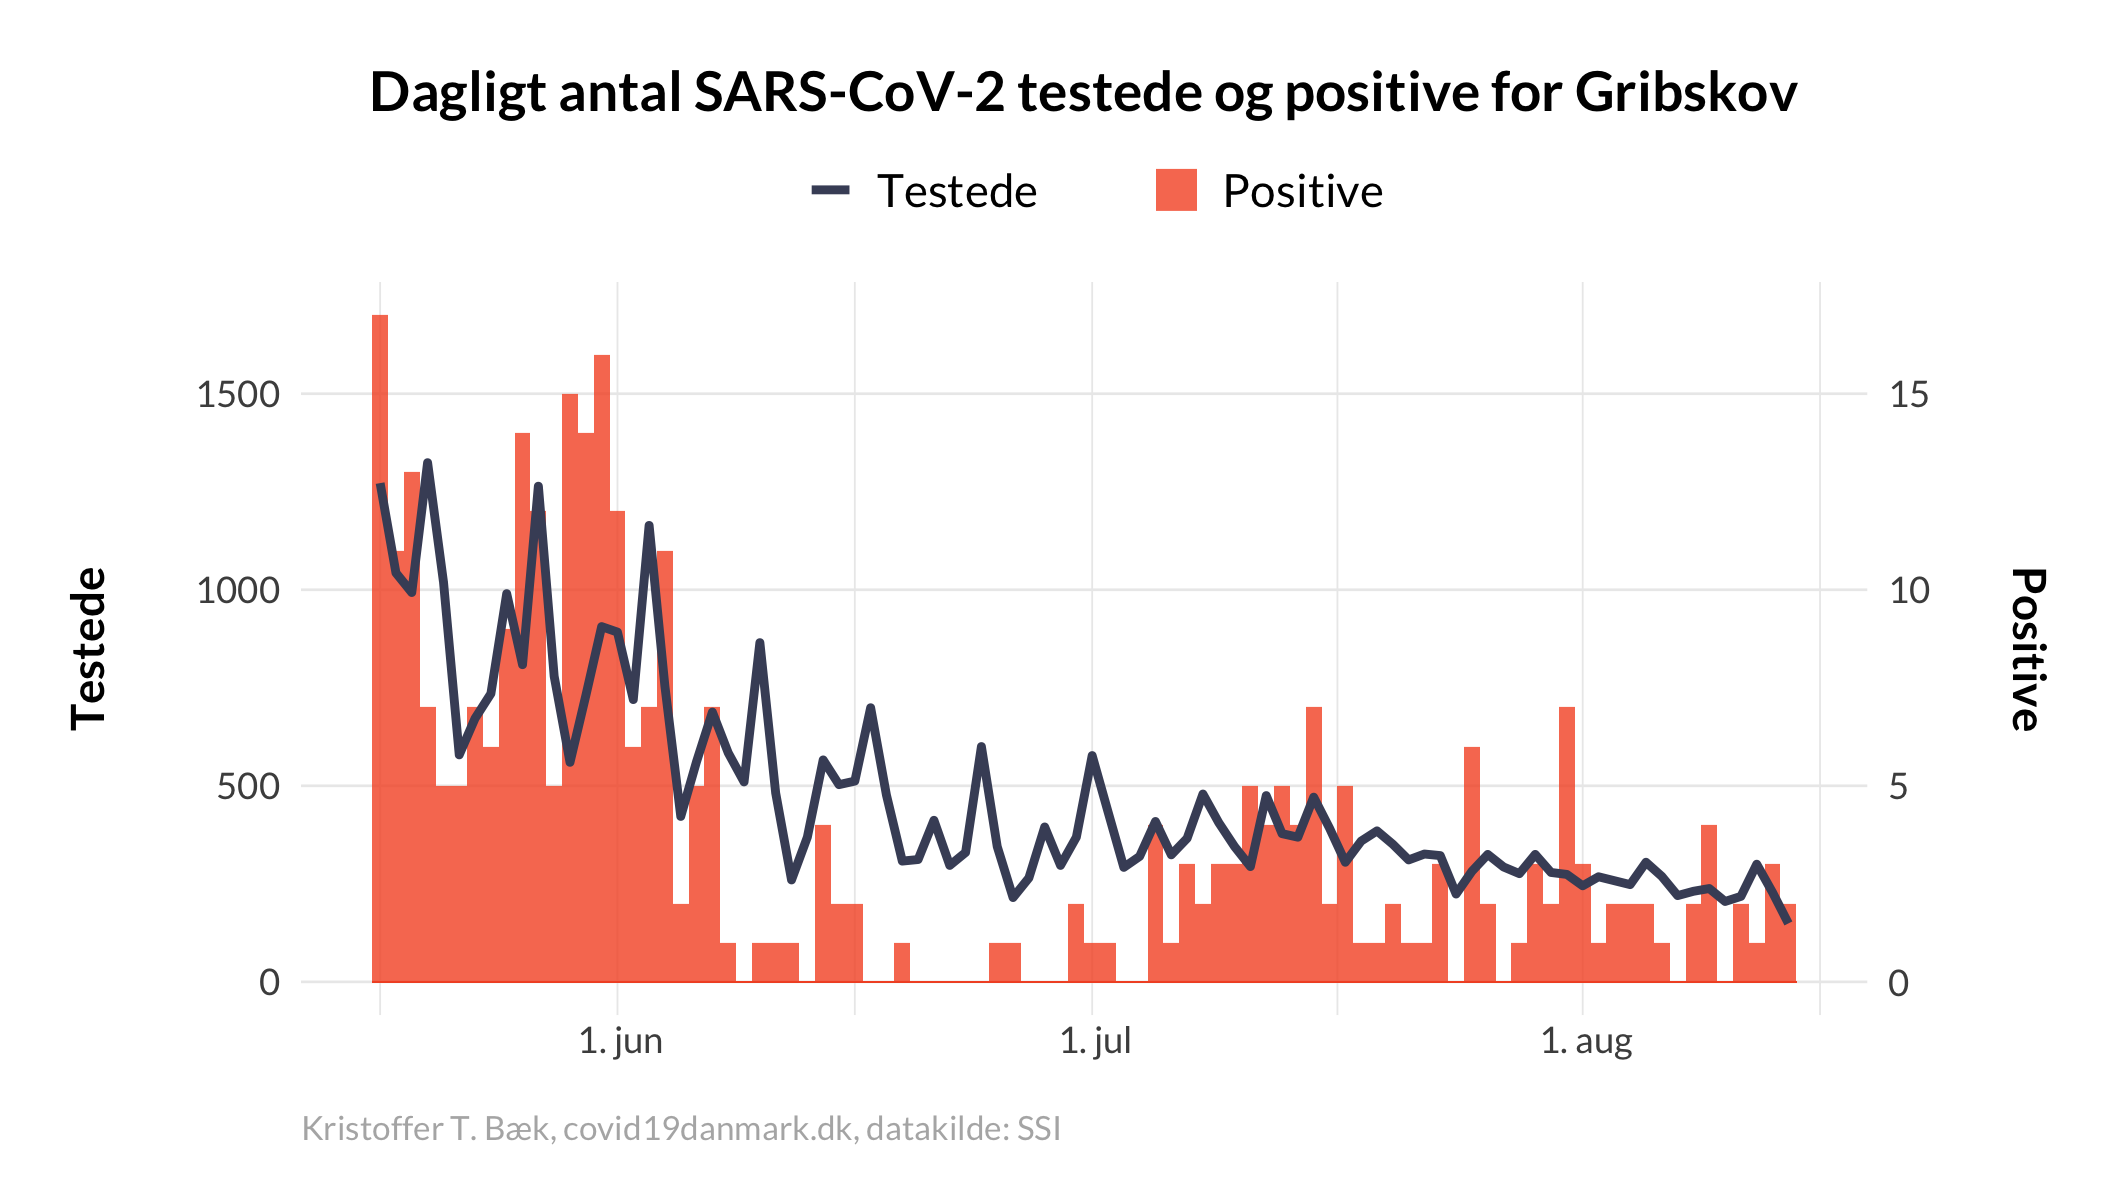 Dagligt antal SARS-CoV-2 testede og positive for Gribskov
Testede Positive
1500 15
1000 10
500 5
0 0
Testede
Positive
1. jun 1. jul 1. aug
Kristoffer T. Bæk, covid19danmark.dk, datakilde: SSI